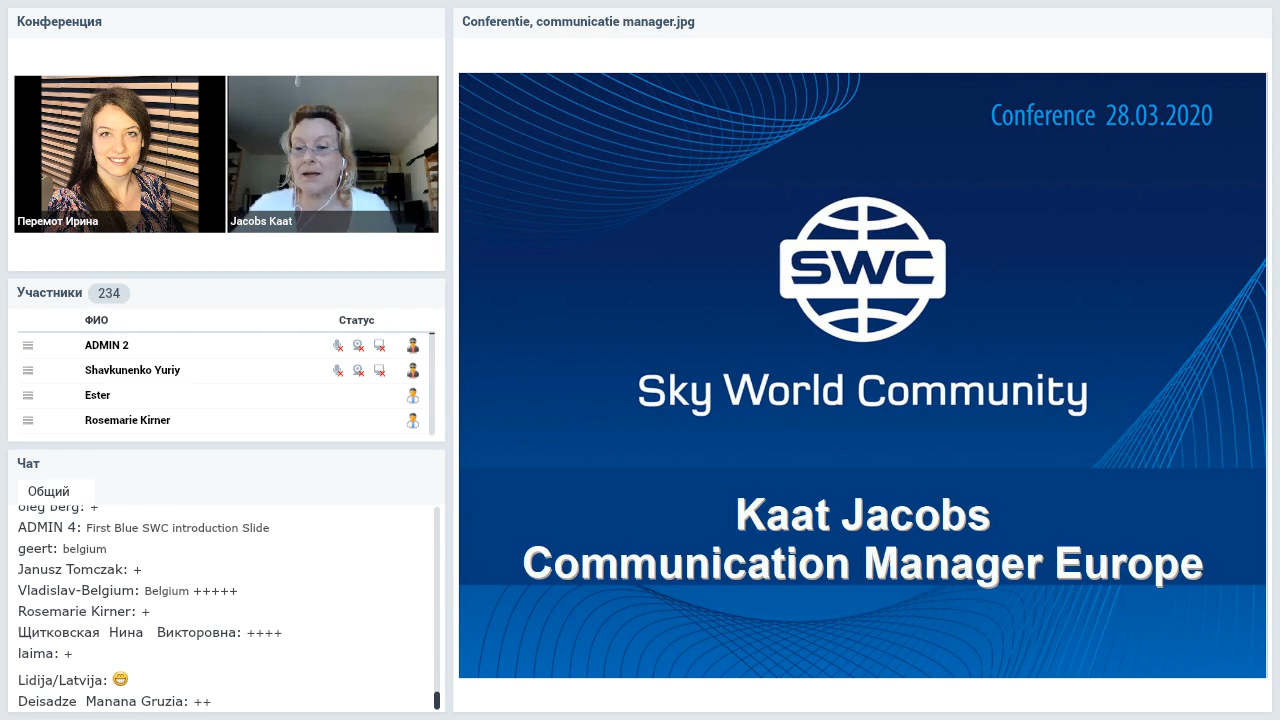 Конференция
Перемот Ирина
Jacobs Kaat
Участники 234
ФИО Статус
ADMIN 2
Shavkunenko Yuriy
Ester
Rosemarie Kirner
Чат
Общий
oleg berg: +
ADMIN 4: First Blue SWC introduction Slide
geert: belgium
Janusz Tomczak: +
Vladislav-Belgium: Belgium +++++
Rosemarie Kirner: +
Щитковская Нина Викторовна: ++++
laima: +
Lidija/Latvija: 😁
Deisadze Manana Gruzia: ++
Conferentie, communicatie manager.jpg
Conference 28.03.2020
SWC
Sky World Community
Kaat Jacobs
Communication Manager Europe